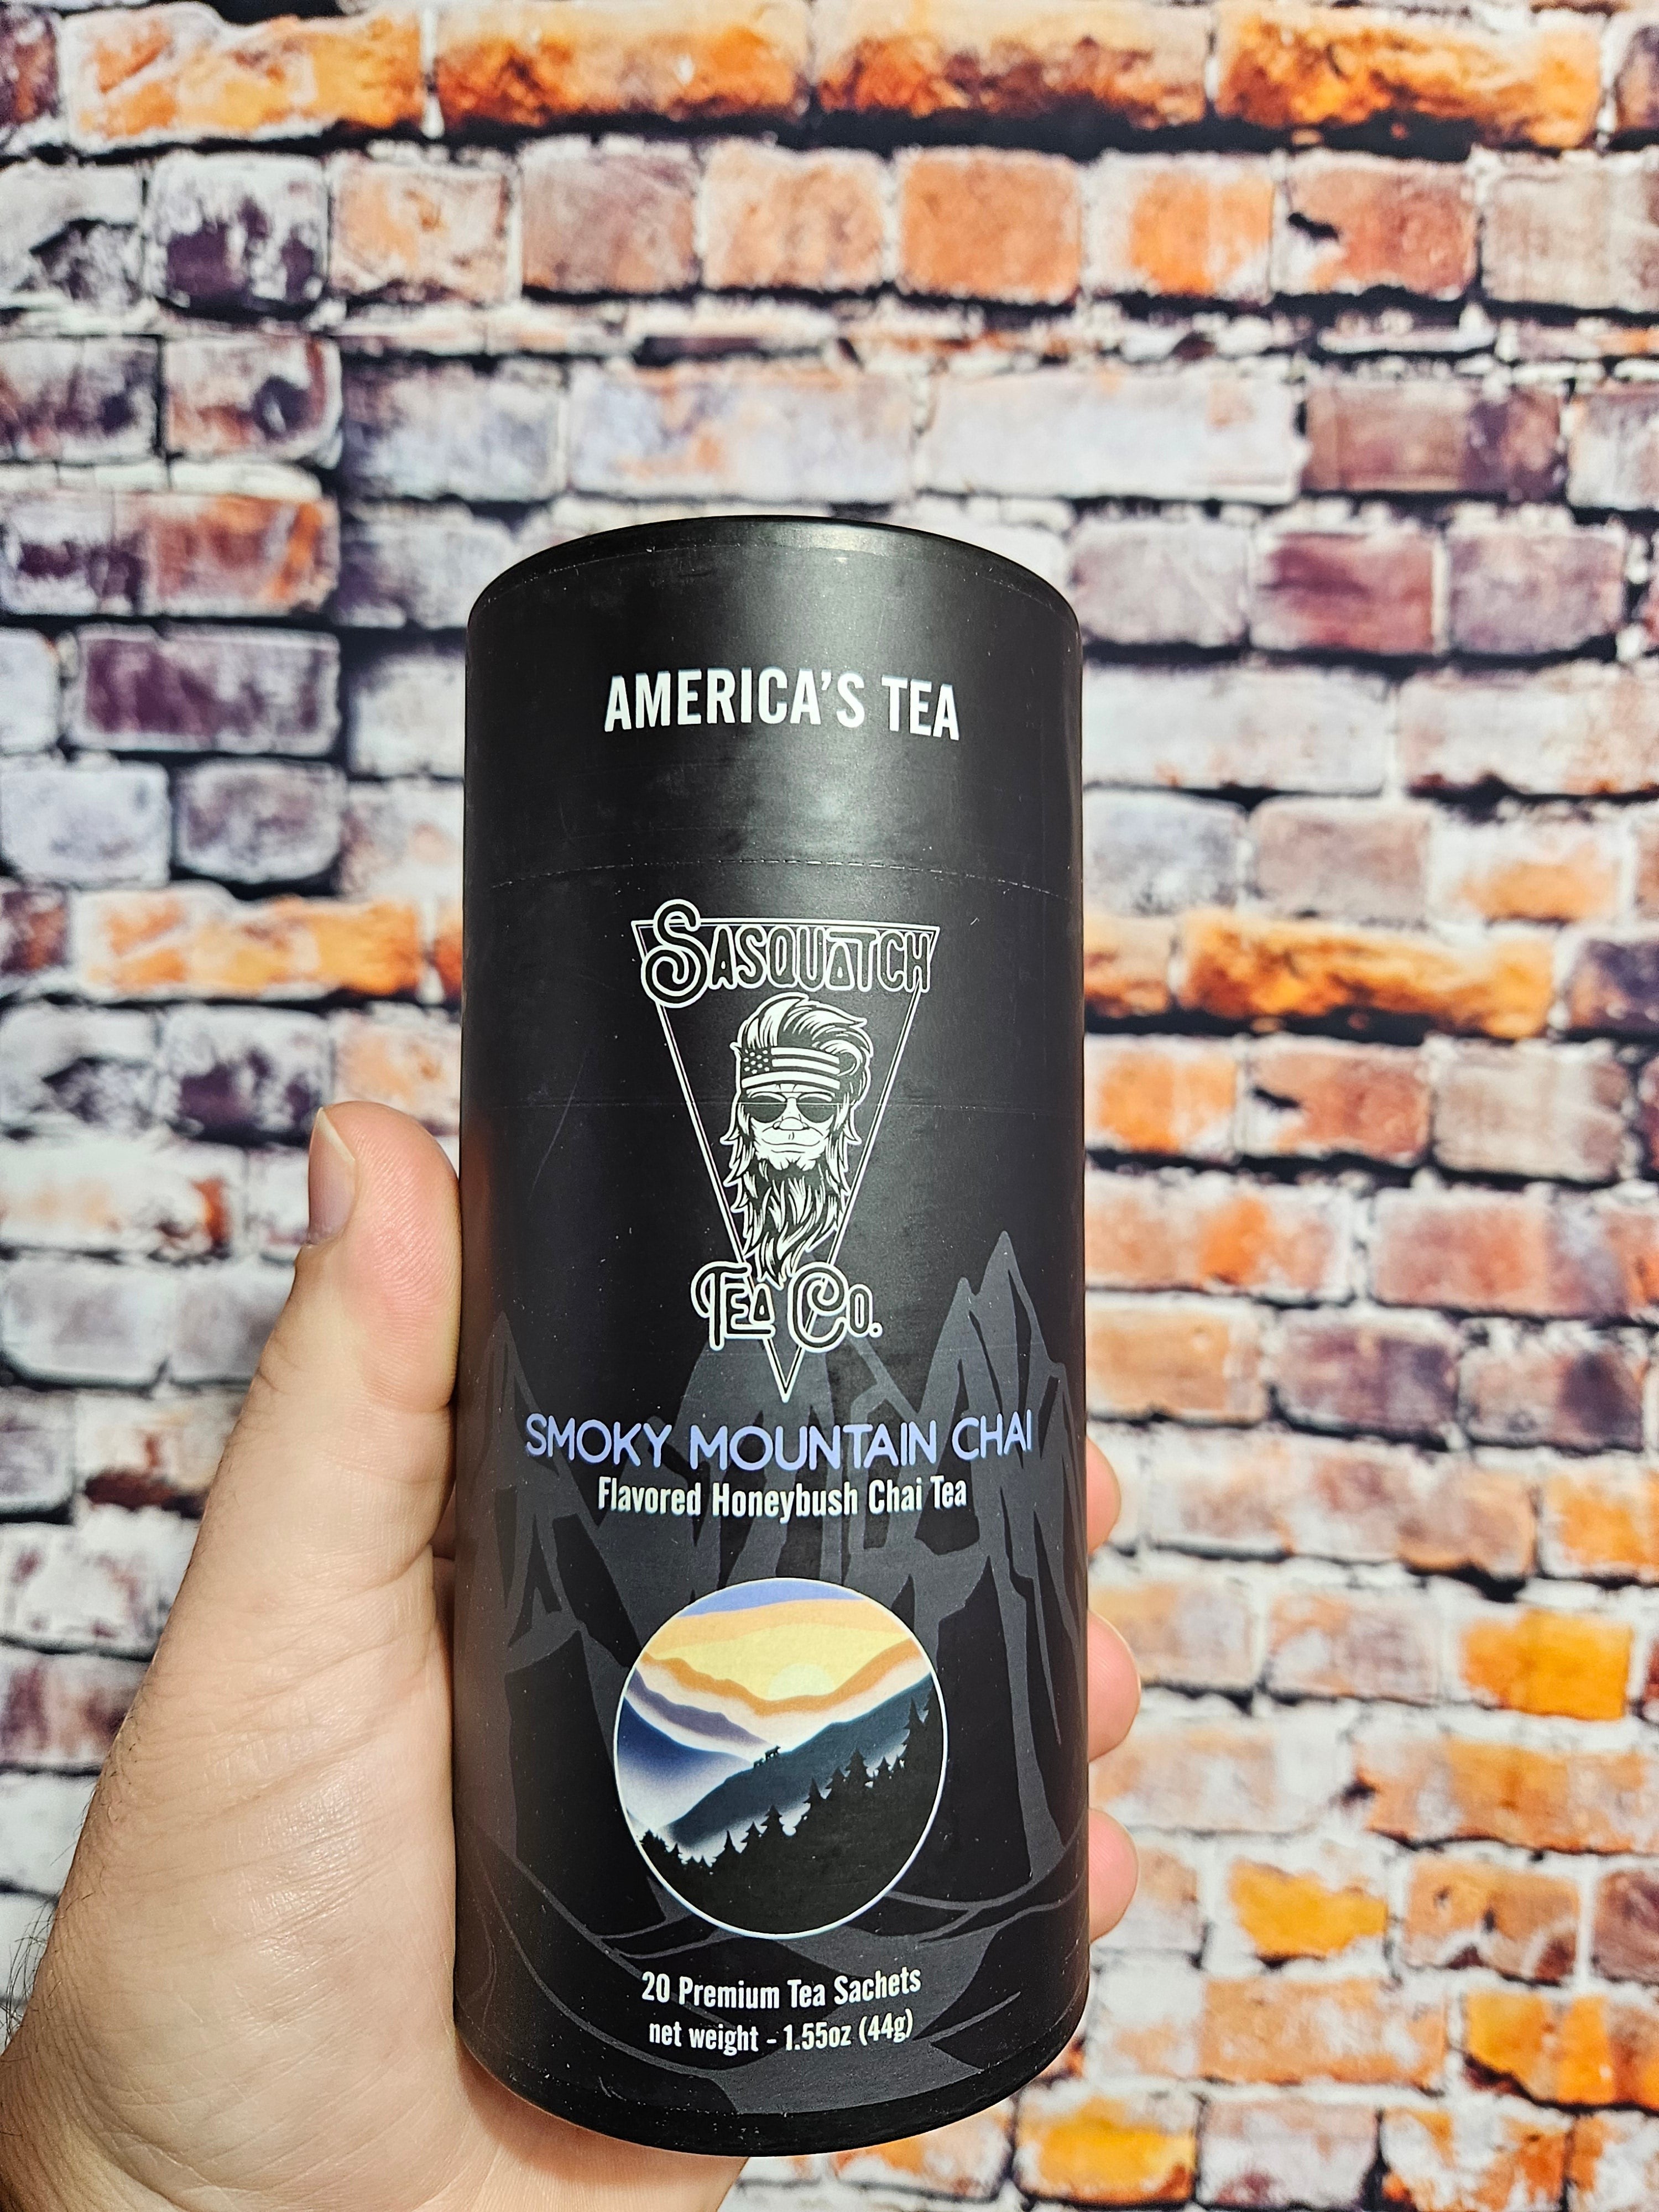 AMERICA'S TEA
SASQUATCH
TEA CO.
SMOKY MOUNTAIN CHAI
Flavored Honeybush Chai Tea
20 Premium Tea Sachets
net weight - 1.55oz (44g)